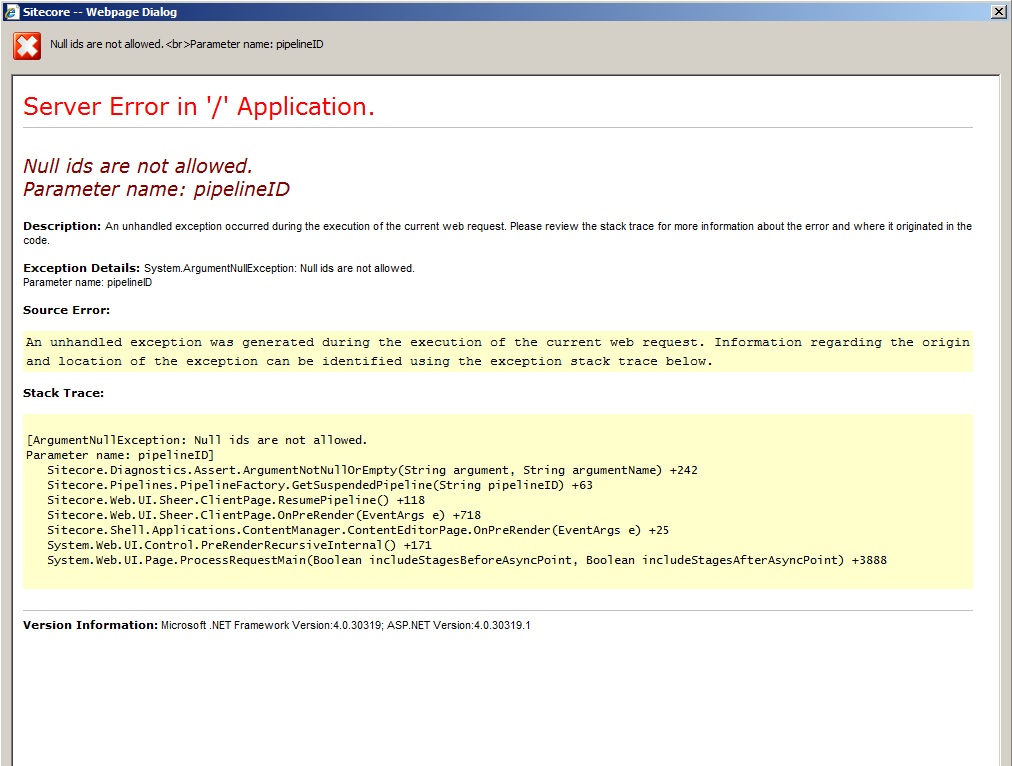 Sitecore -- Webpage Dialog
Null ids are not allowed.<br>Parameter name: pipelineID
Server Error in '/' Application.
Null ids are not allowed.
Parameter name: pipelineID
Description: An unhandled exception occurred during the execution of the current web request. Please review the stack trace for more information about the error and where it originated in the
code.
Exception Details: System.ArgumentNullException: Null ids are not allowed.
Parameter name: pipelineID
Source Error:
An unhandled exception was generated during the execution of the current web request. Information regarding the origin
and location of the exception can be identified using the exception stack trace below.
Stack Trace:
[ArgumentNullException: Null ids are not allowed.
Parameter name: pipelineID]
   Sitecore.Diagnostics.Assert.ArgumentNotNullOrEmpty(String argument, String argumentName) +242
   Sitecore.Pipelines.PipelineFactory.GetSuspendedPipeline(String pipelineID) +63
   Sitecore.Web.UI.Sheer.ClientPage.ResumePipeline() +118
   Sitecore.Web.UI.Sheer.ClientPage.OnPreRender(EventArgs e) +718
   Sitecore.Shell.Applications.ContentManager.ContentEditorPage.OnPreRender(EventArgs e) +25
   System.Web.UI.Control.PreRenderRecursiveInternal() +171
   System.Web.UI.Page.ProcessRequestMain(Boolean includeStagesBeforeAsyncPoint, Boolean includeStagesAfterAsyncPoint) +3888
Version Information: Microsoft .NET Framework Version:4.0.30319; ASP.NET Version:4.0.30319.1